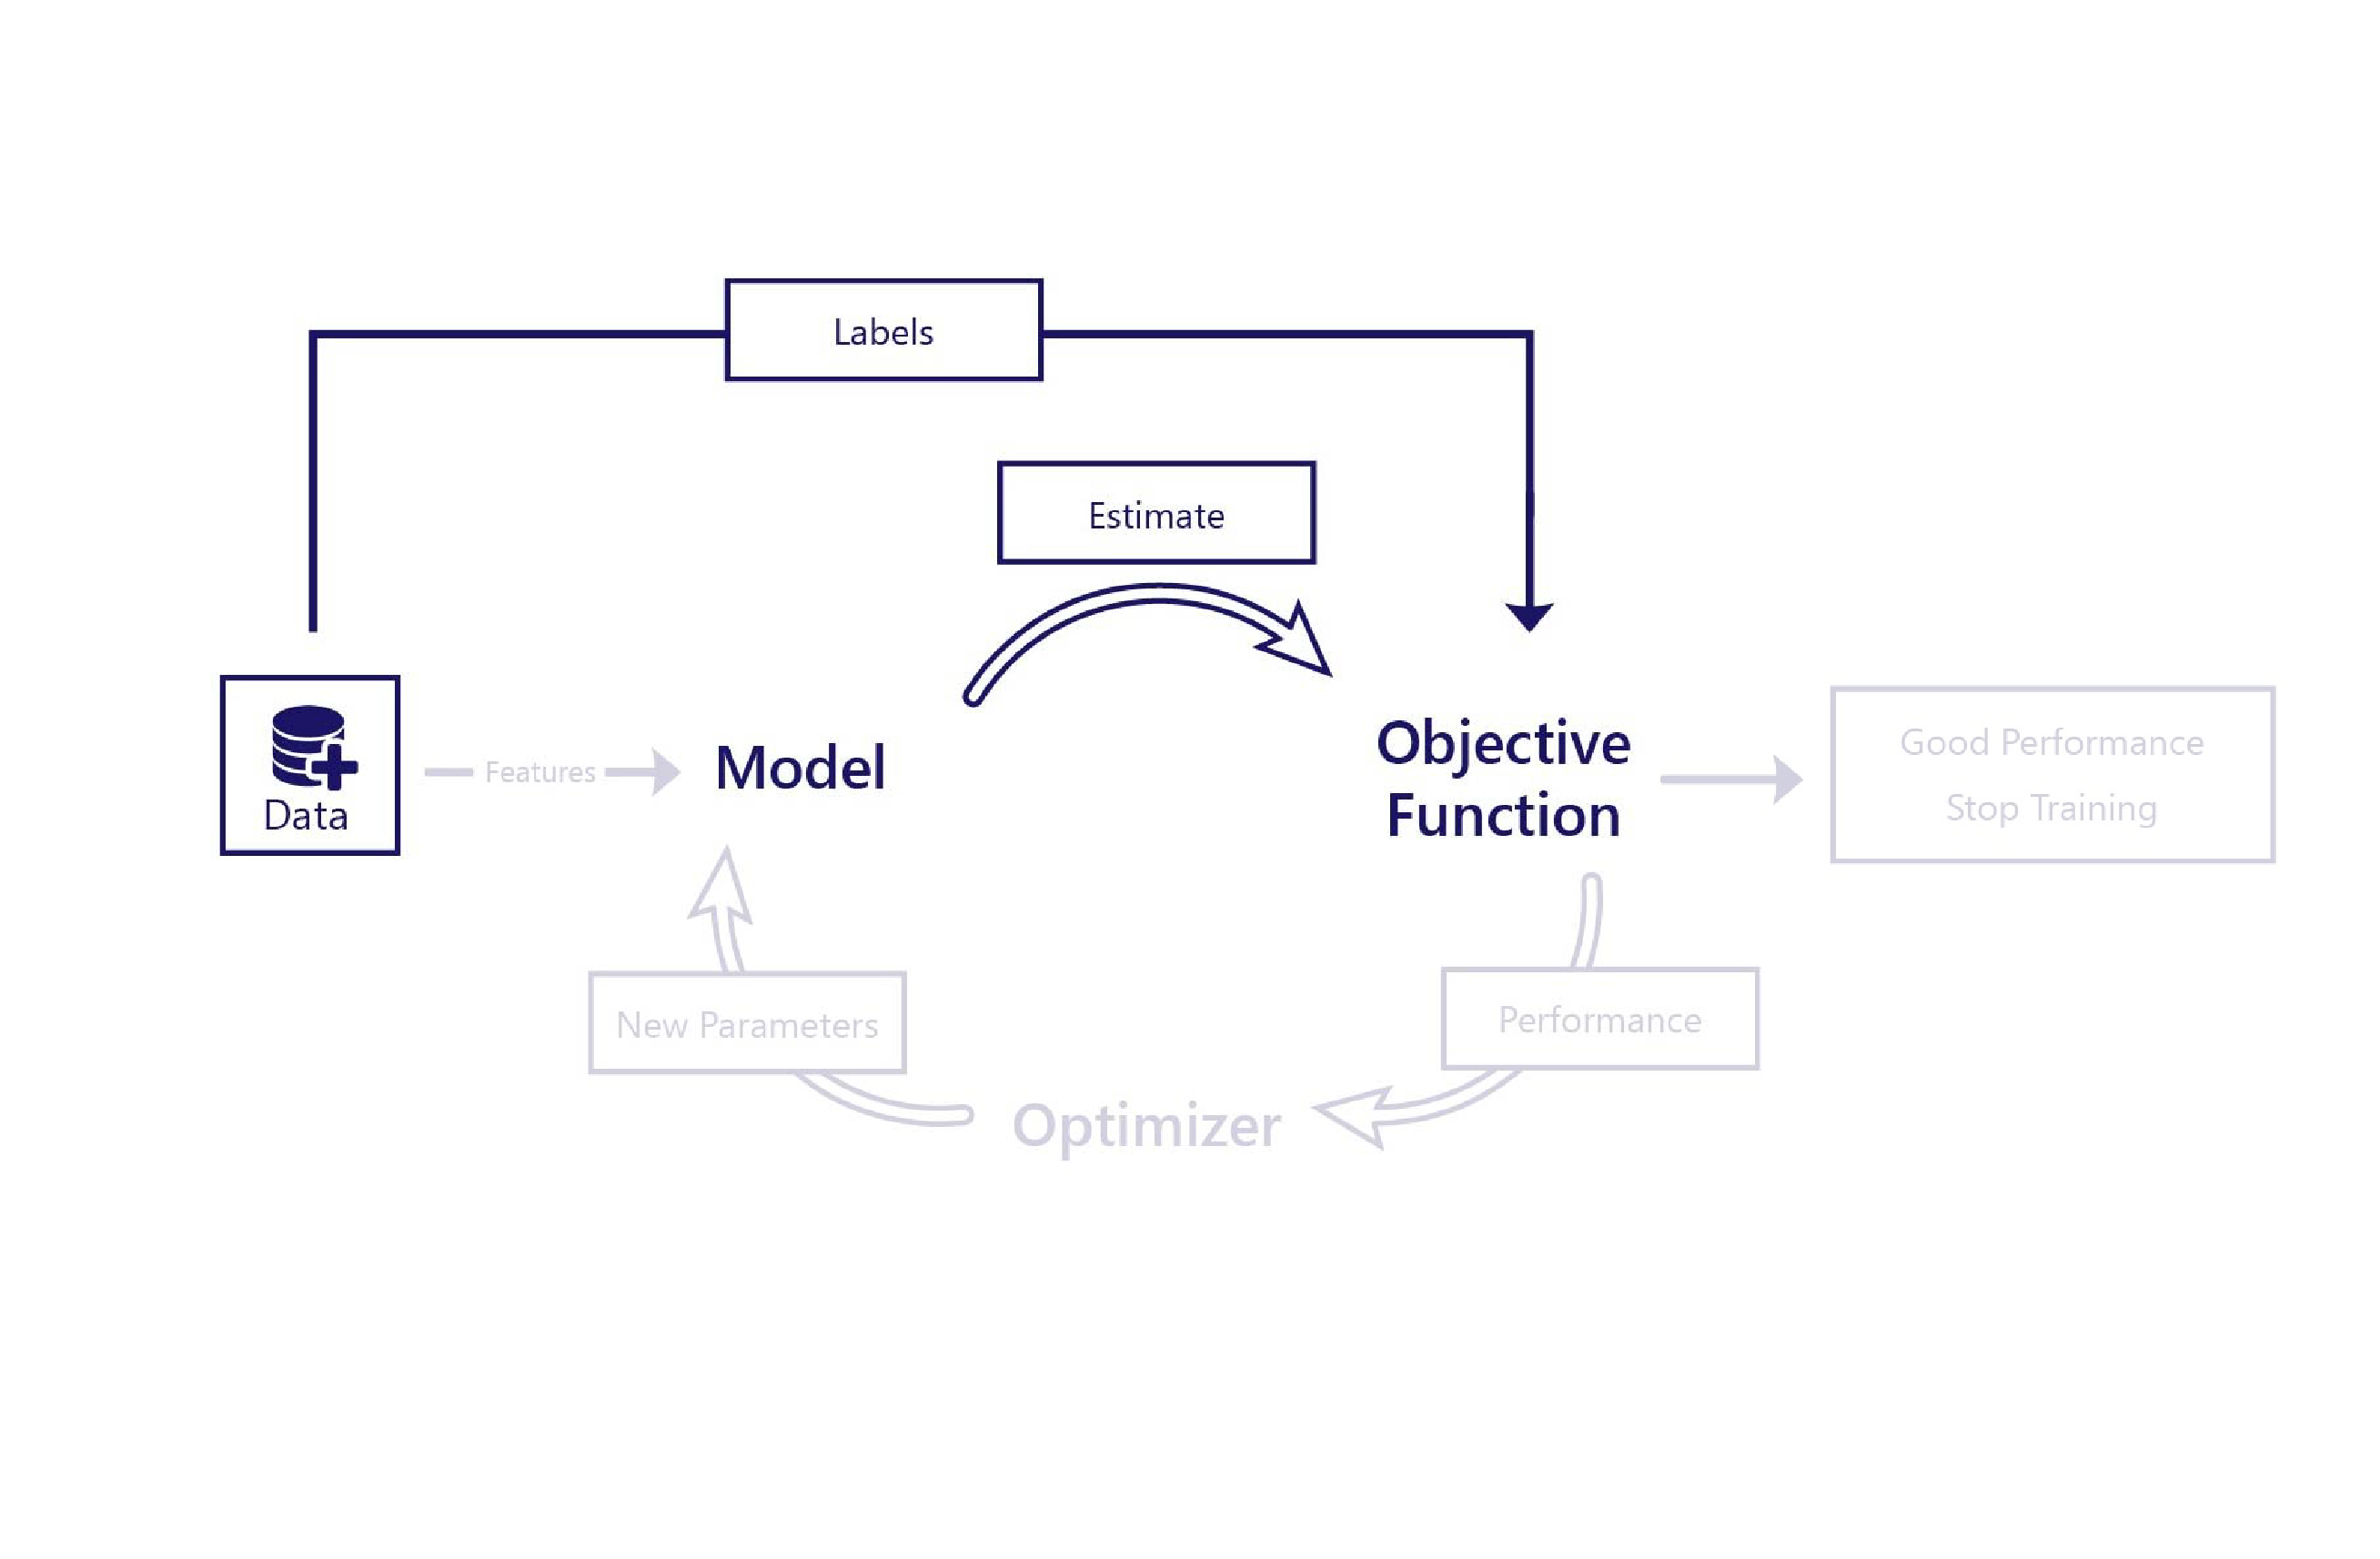 Labels
Estimate
Data
Features
Model
Objective
Function
Good Performance
Stop Training
New Parameters
Performance
Optimizer